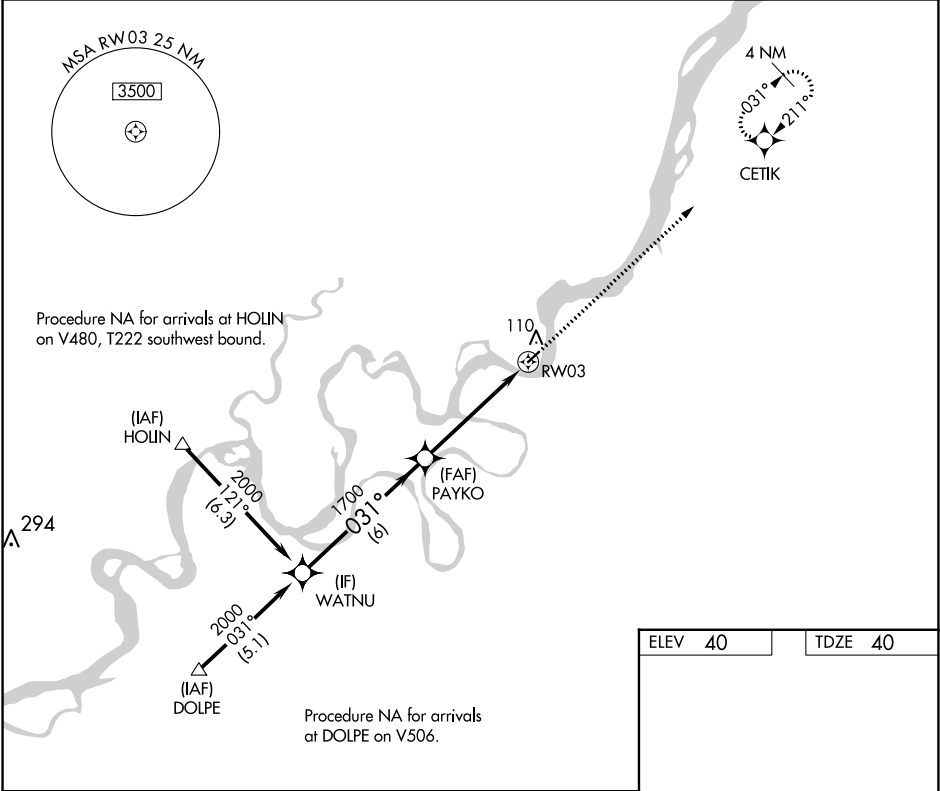 MSA RW03 25 NM
3500
4 NM
031°
211°
CETIK
Procedure NA for arrivals at HOLIN
on V480, T222 southwest bound.
110
RW03
(IAF)
HOLIN
2000
121°
(6.3)
(FAF)
PAYKO
1700
031°
(6)
294
(IF)
WATNU
2000
031°
(5.1)
(IAF)
DOLPE
Procedure NA for arrivals
at DOLPE on V506.
ELEV 40
TDZE 40